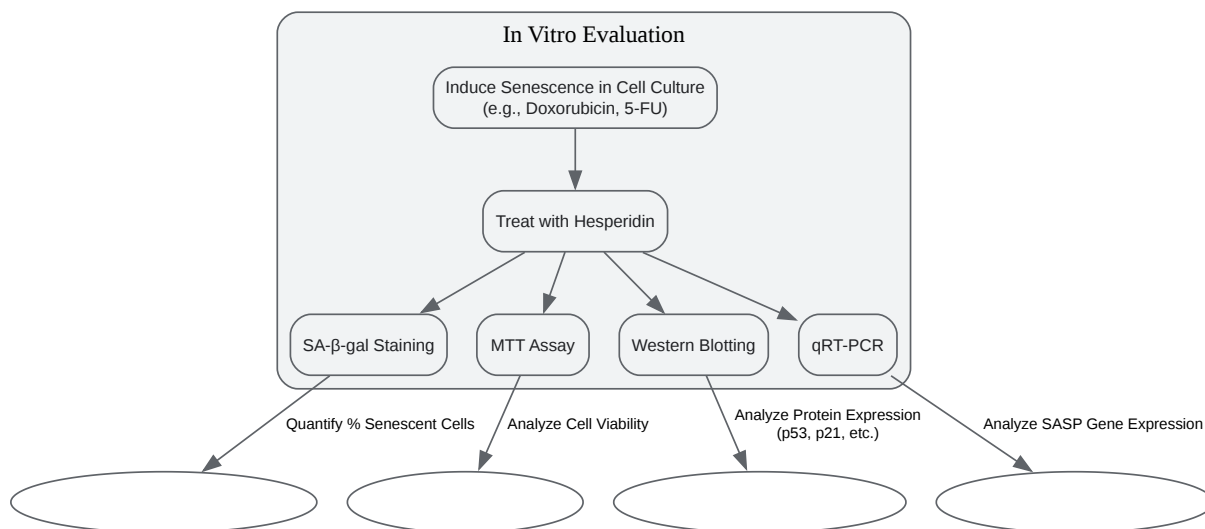 In Vitro Evaluation
Induce Senescence in Cell Culture
(e.g., Doxorubicin, 5-FU)
Treat with Hesperidin
SA-β-gal Staining
MTT Assay
Western Blotting
qRT-PCR
Quantify % Senescent Cells
Analyze Cell Viability
Analyze Protein Expression
(p53, p21, etc.)
Analyze SASP Gene Expression